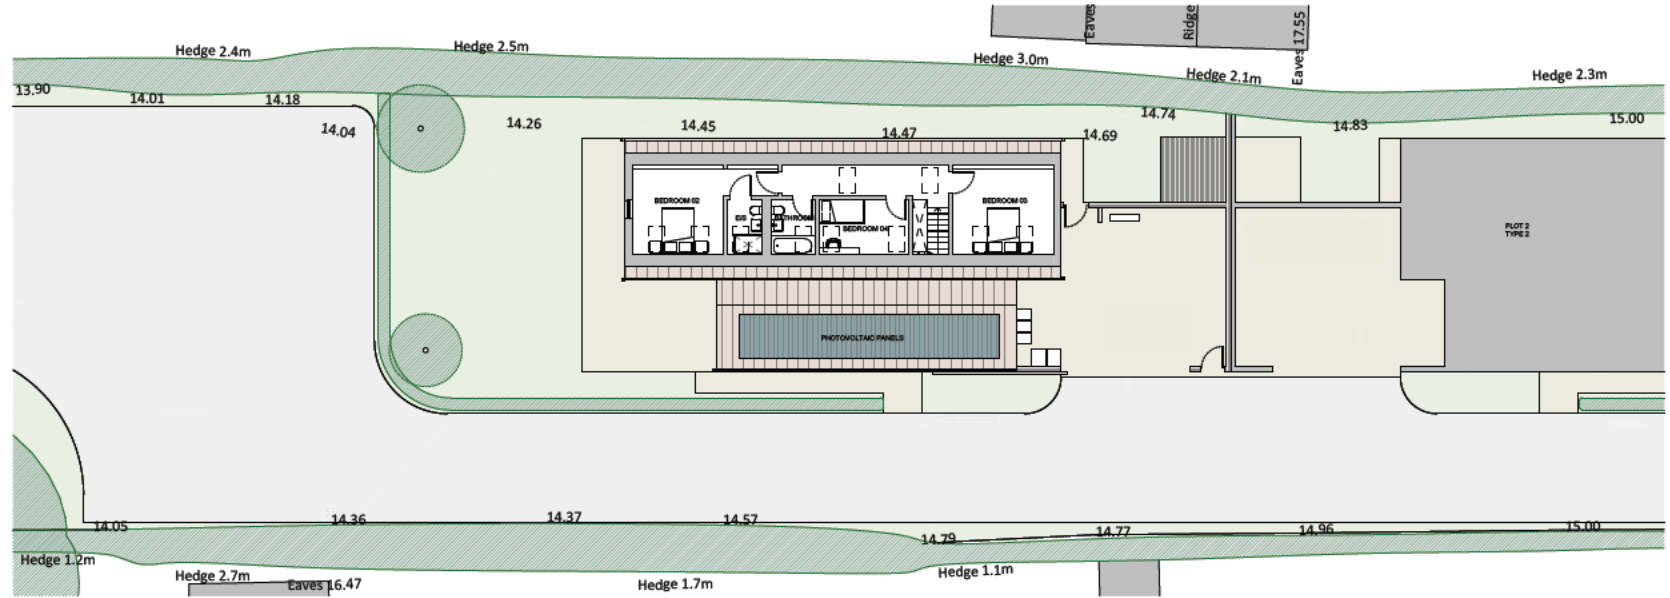 Eaves
Ridge
Eaves 17.55
Hedge 2.4m
Hedge 2.5m
Hedge 3.0m
Hedge 2.1m
Hedge 2.3m
13.90
14.01
14.18
14.04
14.26
14.45
14.47
14.69
14.74
14.83
15.00
BEDROOM 02
E/S
BATHROOM
BEDROOM 04
BEDROOM 03
PLOT 2
TYPE 2
PHOTOVOLTAIC PANELS
14.05
14.36
14.37
14.57
14.79
14.77
14.96
15.00
Hedge 1.2m
Hedge 2.7m
Eaves 16.47
Hedge 1.7m
Hedge 1.1m